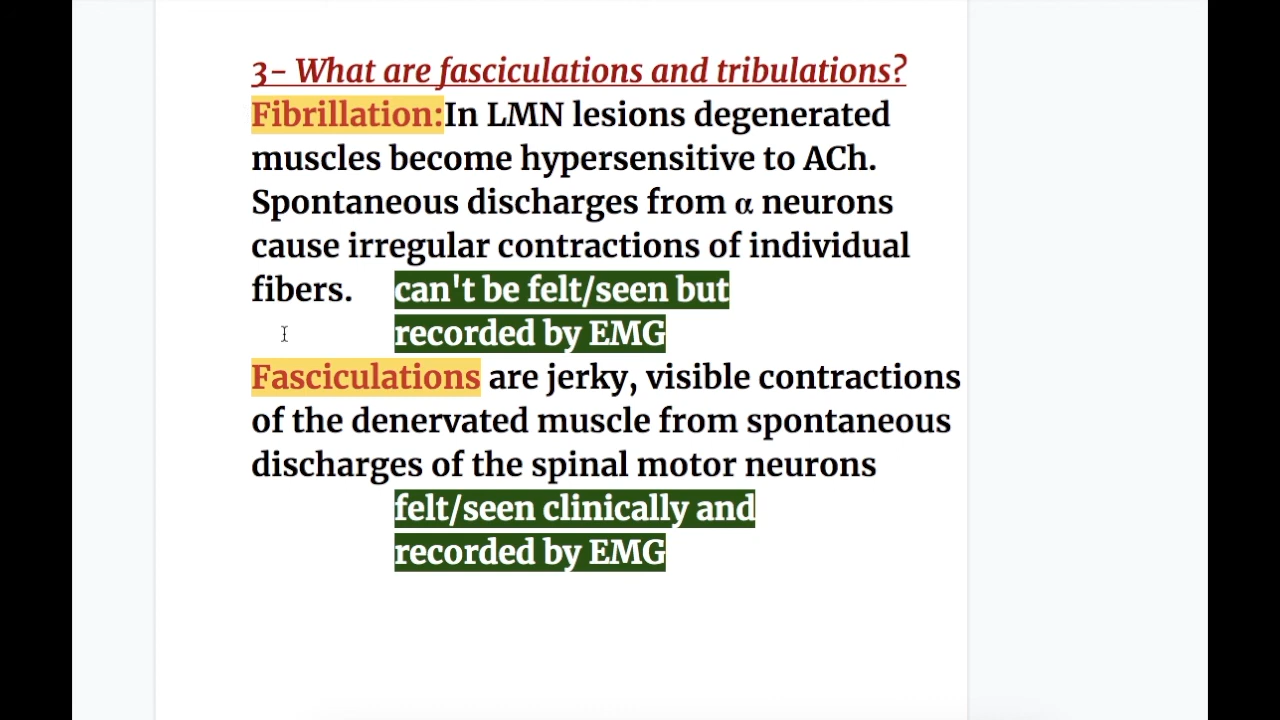 3- What are fasciculations and tribulations?
Fibrillation:In LMN lesions degenerated
muscles become hypersensitive to ACh.
Spontaneous discharges from α neurons
cause irregular contractions of individual
fibers. can't be felt/seen but
recorded by EMG
Fasciculations are jerky, visible contractions
of the denervated muscle from spontaneous
discharges of the spinal motor neurons
felt/seen clinically and
recorded by EMG